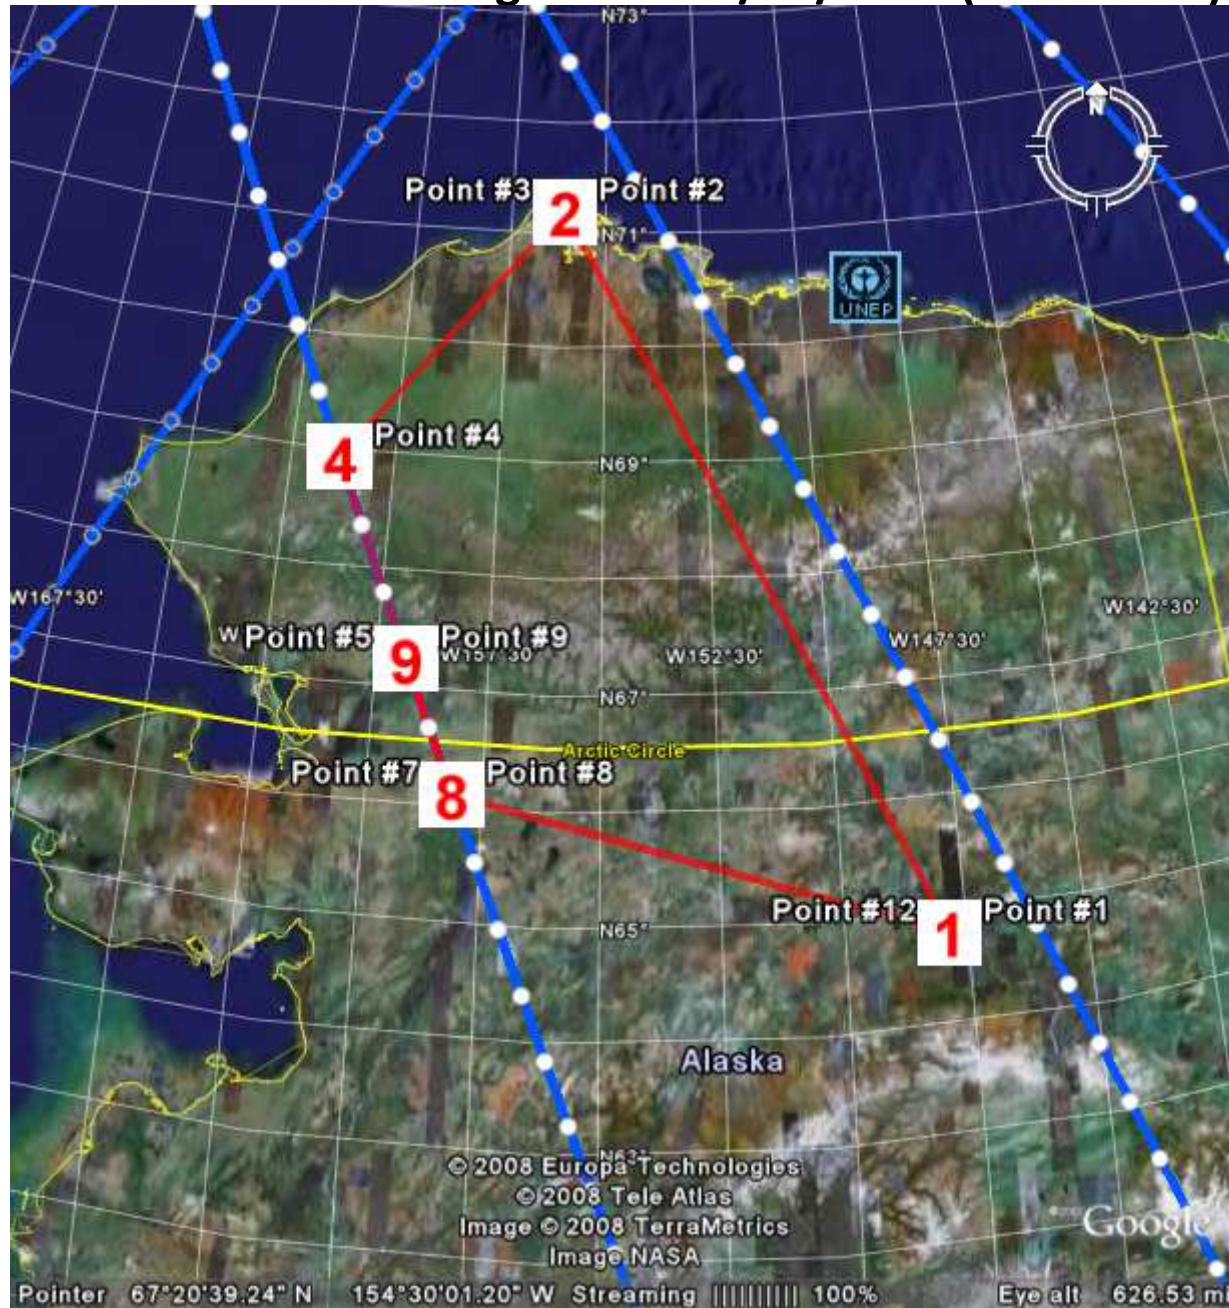 N73°
Point #3 2 Point #2
N71°
UNEP
Point #4
4
N69°
W167°30'
W142°30'
W Point #5 9 Point #9
W157°30'
W152°30'
W147°30'
N67°
Arctic Circle
Point #7 8 Point #8
Point #12 1 Point #1
N65°
Alaska
N63°
© 2008 Europa Technologies
© 2008 Tele Atlas
Image © 2008 TerraMetrics
Image NASA
Google
Pointer 67°20'39.24" N 154°30'01.20" W Streaming |||||||||| 100% Eye alt 626.53 mi
N